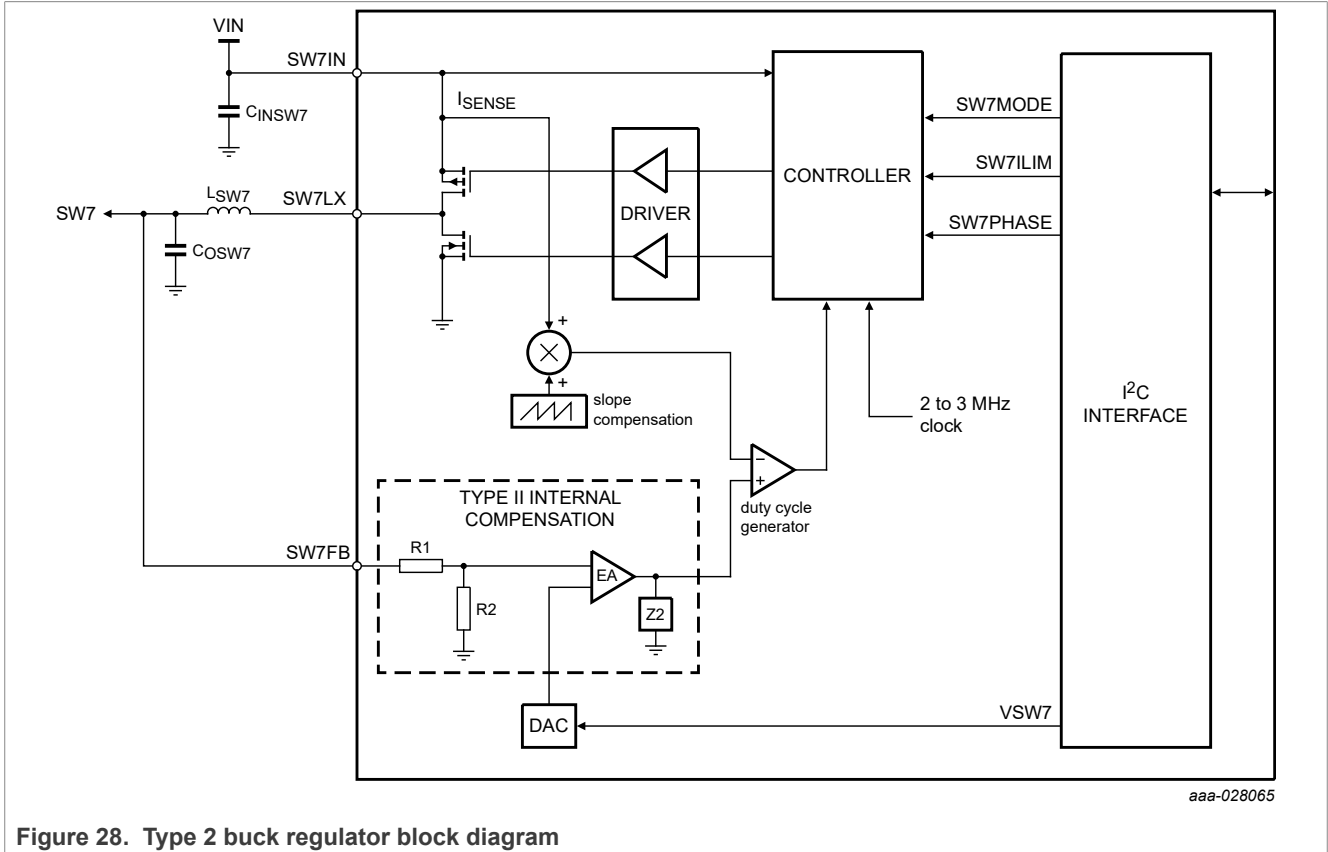 VIN
SW7IN
CINSW7
ISENSE
LSW7
SW7LX
SW7
COSW7
DRIVER
CONTROLLER
SW7MODE
SW7ILIM
SW7PHASE
I2C
INTERFACE
+
+
slope
compensation
2 to 3 MHz
clock
−
+
duty cycle
generator
TYPE II INTERNAL
COMPENSATION
SW7FB
R1
R2
EA
Z2
DAC
VSW7
aaa-028065
Figure 28. Type 2 buck regulator block diagram